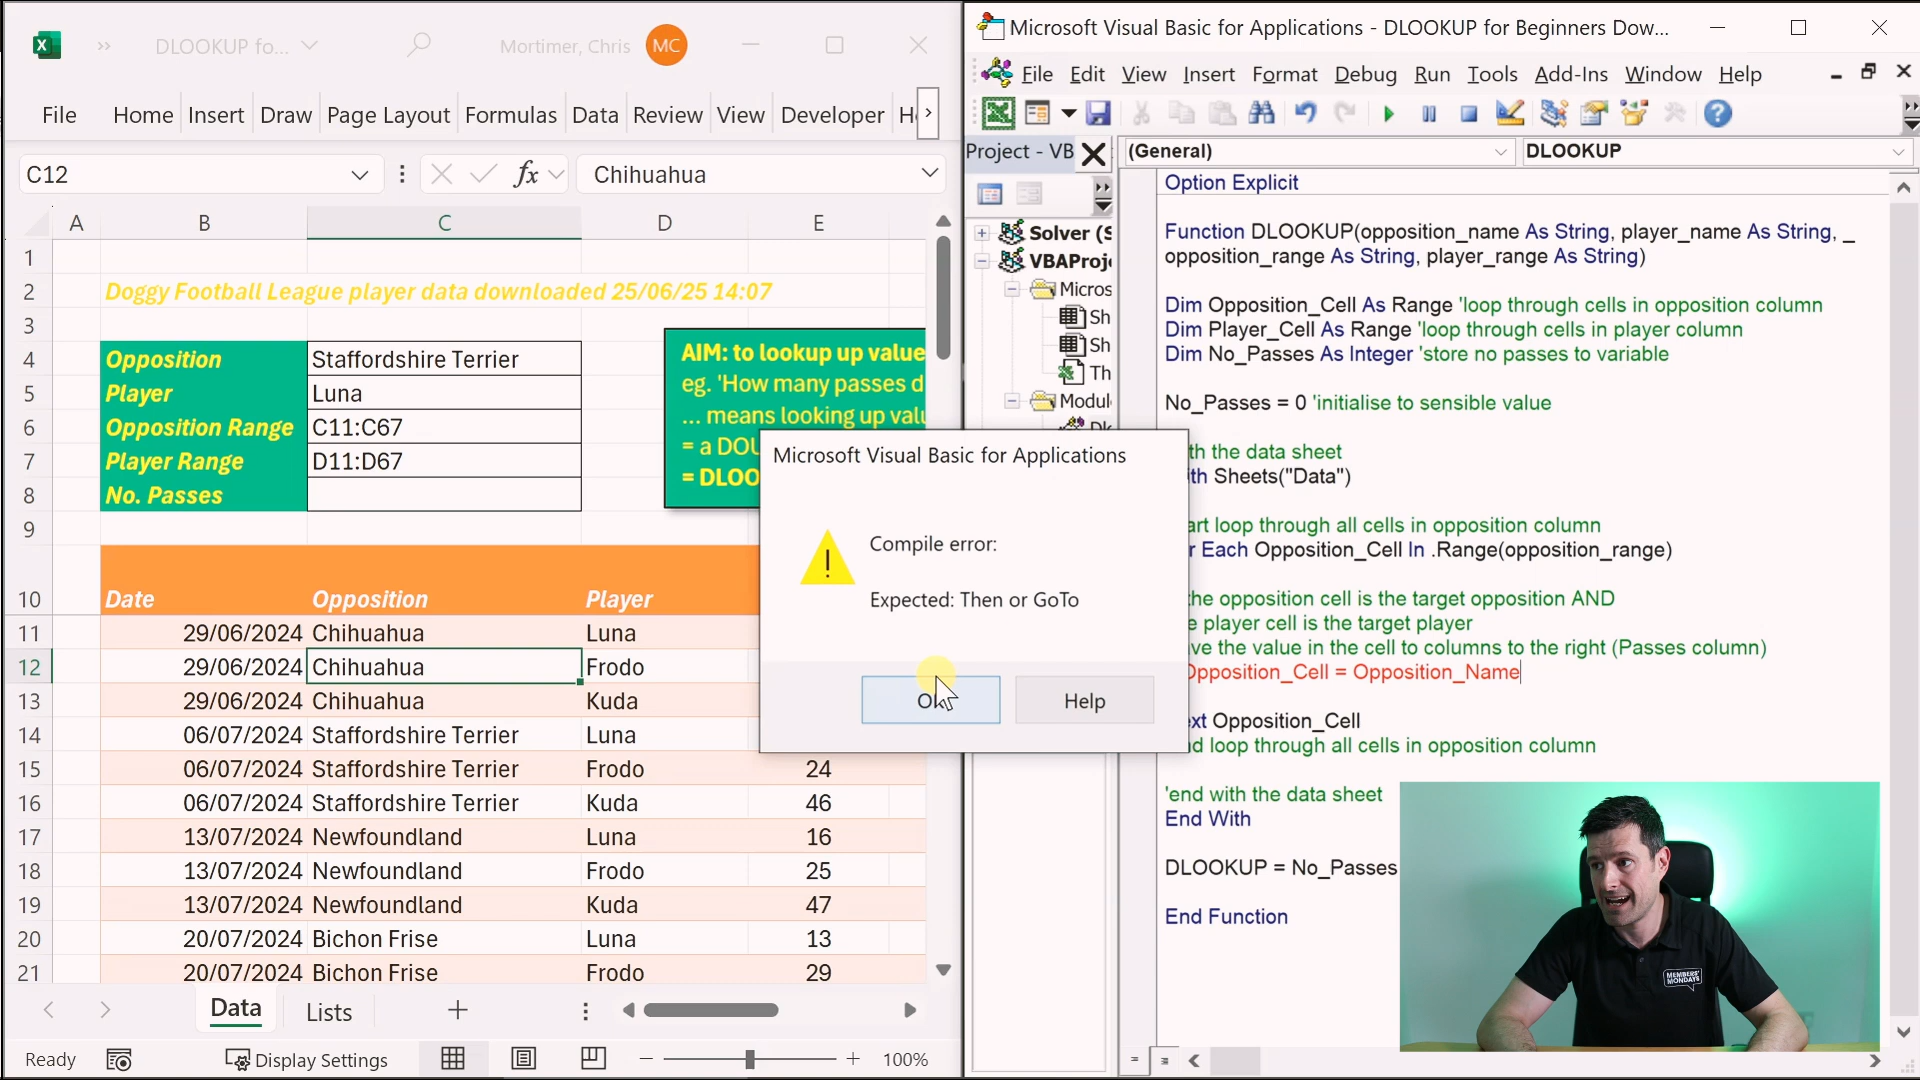 DLOOKUP fo...
Mortimer, Chris
MC
File
Home
Insert
Draw
Page Layout
Formulas
Data
Review
View
Developer
C12
fx
Chihuahua
A
B
C
D
E
1
2
Doggy Football League player data downloaded 25/06/25 14:07
3
4
Opposition
Staffordshire Terrier
5
Player
Luna
6
Opposition Range
C11:C67
7
Player Range
D11:D67
8
No. Passes
9
AIM: to lookup up value
eg. 'How many passes d
... means looking up valu
= a DOU
= DLOO
10
Date
Opposition
Player
11
29/06/2024
Chihuahua
Luna
12
29/06/2024
Chihuahua
Frodo
13
29/06/2024
Chihuahua
Kuda
14
06/07/2024
Staffordshire Terrier
Luna
15
06/07/2024
Staffordshire Terrier
Frodo
24
16
06/07/2024
Staffordshire Terrier
Kuda
46
17
13/07/2024
Newfoundland
Luna
16
18
13/07/2024
Newfoundland
Frodo
25
19
13/07/2024
Newfoundland
Kuda
47
20
20/07/2024
Bichon Frise
Luna
13
21
20/07/2024
Bichon Frise
Frodo
29
Data
Lists
Ready
Display Settings
100%
Microsoft Visual Basic for Applications - DLOOKUP for Beginners Dow...
File Edit View Insert Format Debug Run Tools Add-Ins Window Help
Project - VB
(General)
DLOOKUP
Solver (S
VBAProje
Micros
Sh
Sh
Th
Modul
Option Explicit
Function DLOOKUP(opposition_name As String, player_name As String, _
opposition_range As String, player_range As String)
Dim Opposition_Cell As Range 'loop through cells in opposition column
Dim Player_Cell As Range 'loop through cells in player column
Dim No_Passes As Integer 'store no passes to variable
No_Passes = 0 'initialise to sensible value
th the data sheet
ith Sheets("Data")
art loop through all cells in opposition column
r Each Opposition_Cell In .Range(opposition_range)
the opposition cell is the target opposition AND
e player cell is the target player
ave the value in the cell to columns to the right (Passes column)
Opposition_Cell = Opposition_Name
ext Opposition_Cell
nd loop through all cells in opposition column
'end with the data sheet
End With
DLOOKUP = No_Passes
End Function
Microsoft Visual Basic for Applications
Compile error:
Expected: Then or GoTo
OK
Help
MEMBERS'
MONDAYS